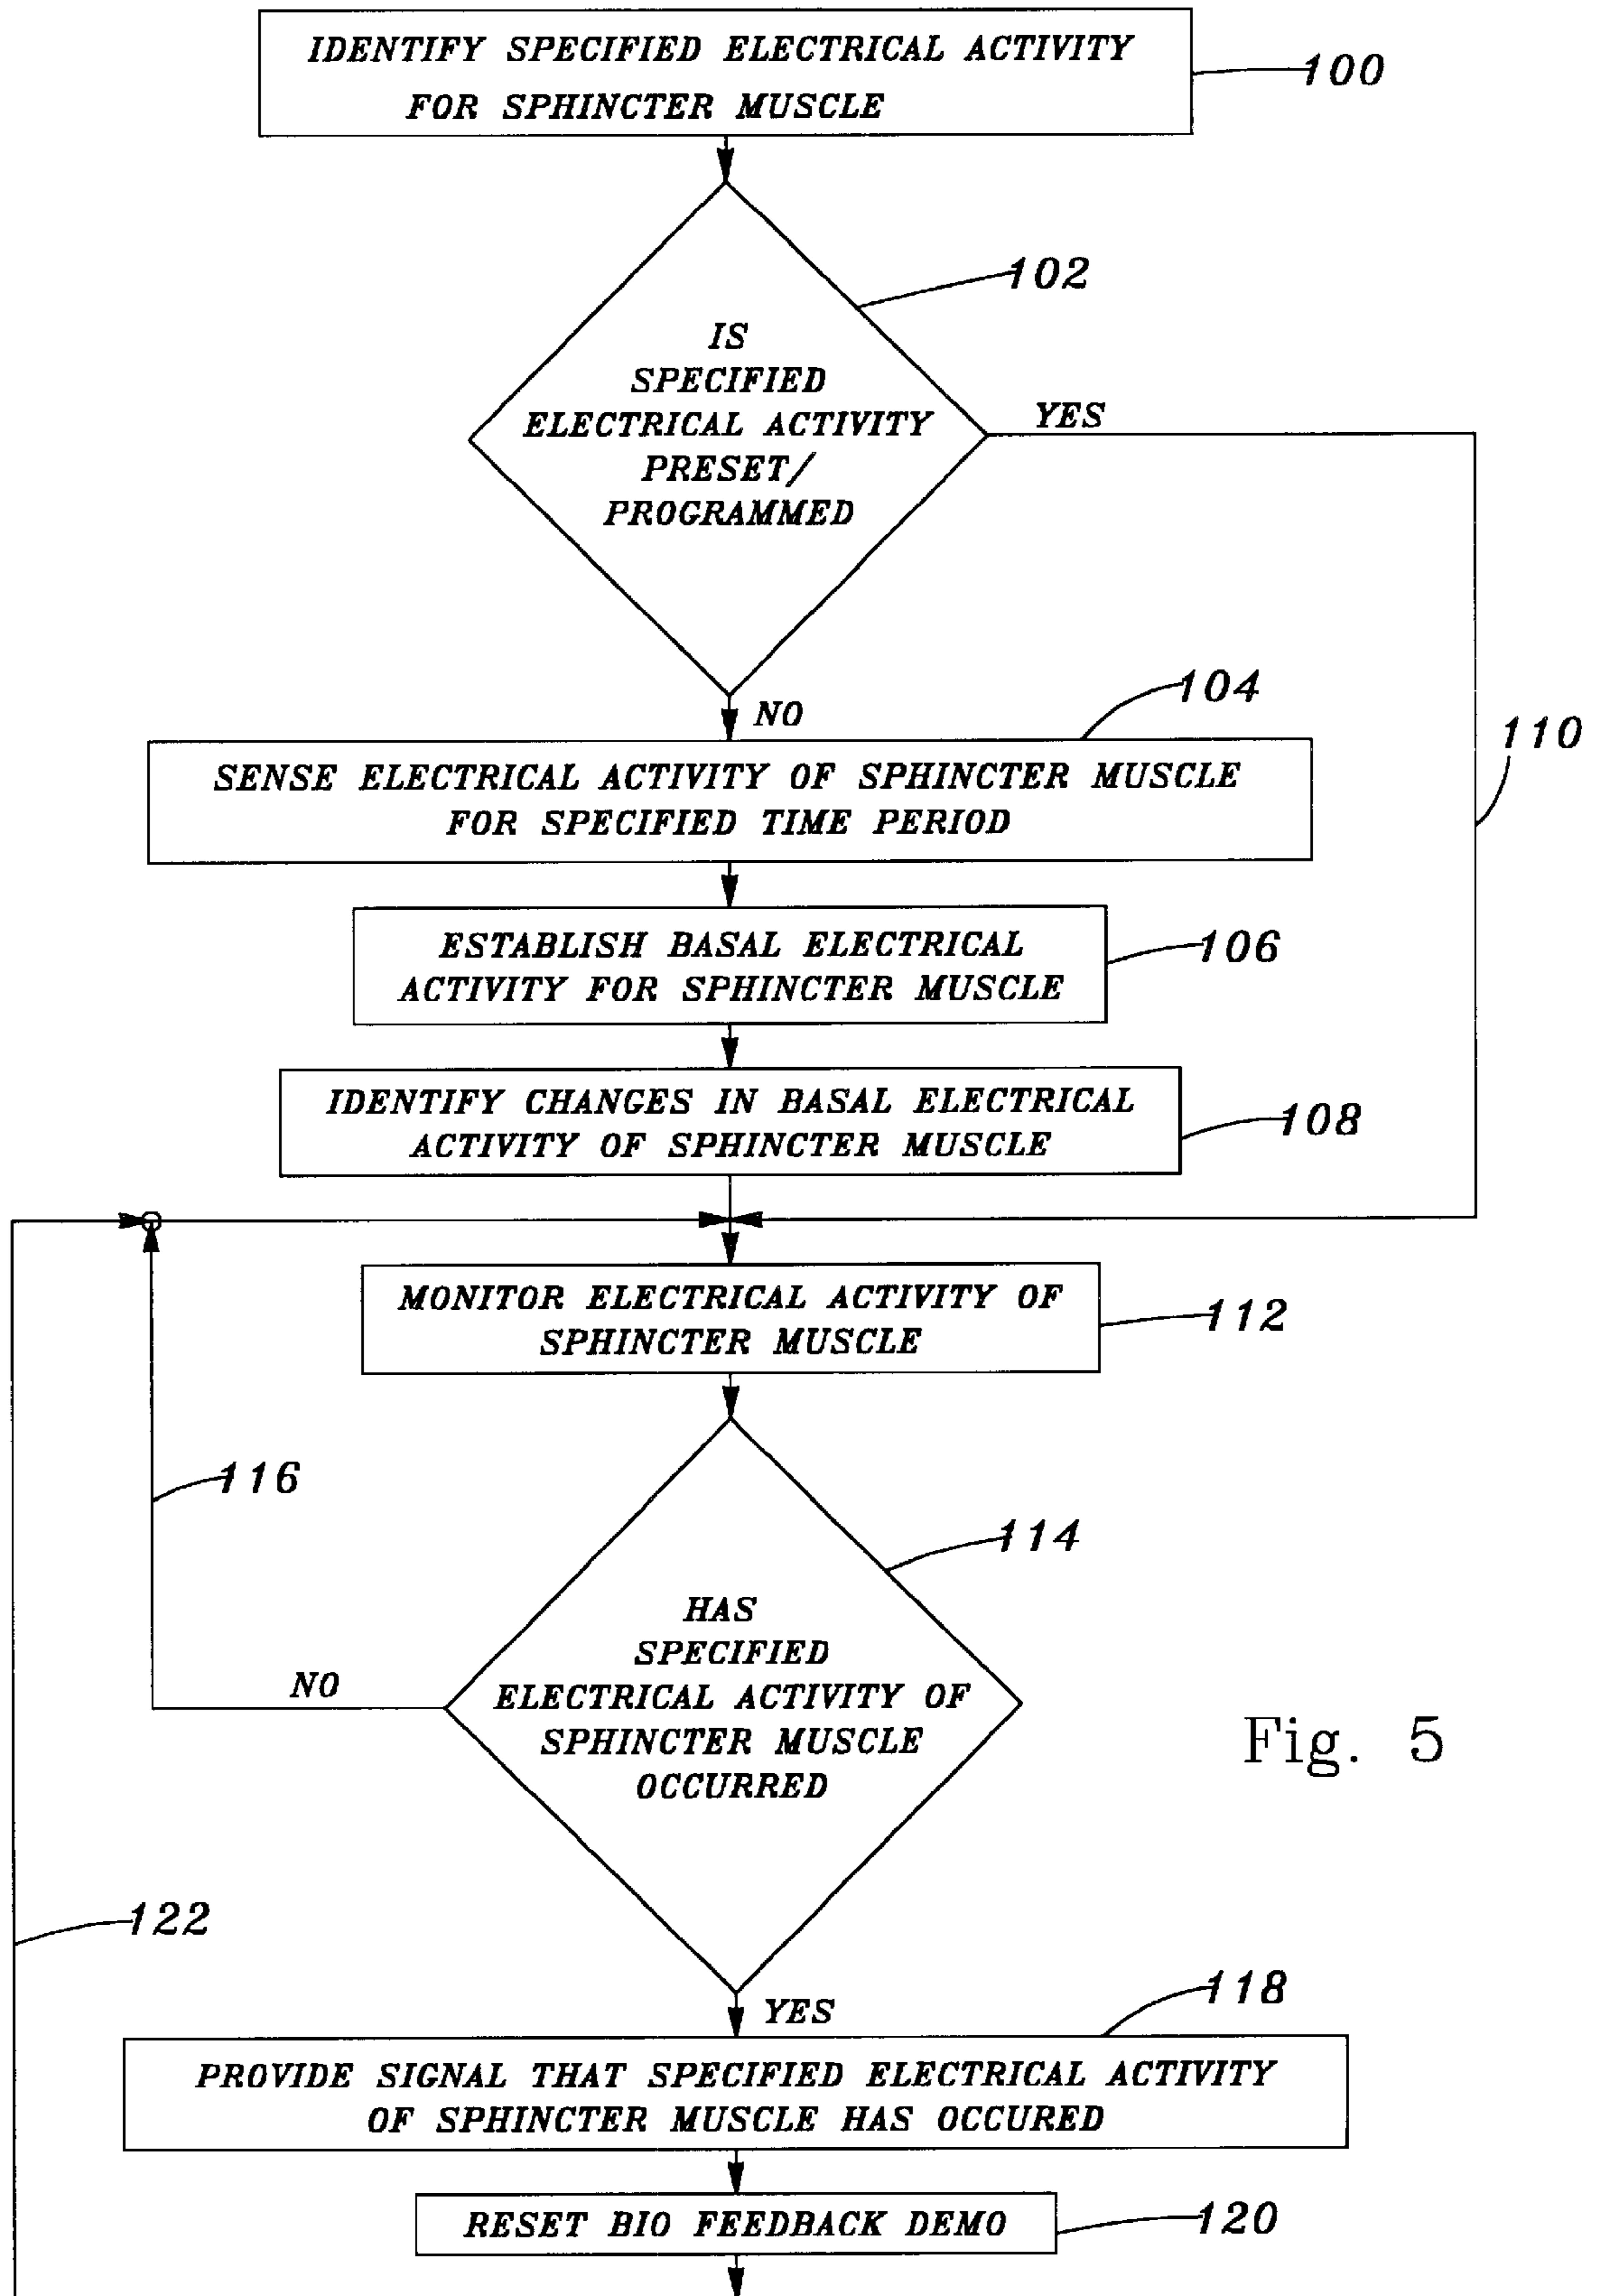 IDENTIFY SPECIFIED ELECTRICAL ACTIVITY
FOR SPHINCTER MUSCLE
100
102
IS
SPECIFIED
ELECTRICAL ACTIVITY
PRESET/
PROGRAMMED
YES
NO
104
110
SENSE ELECTRICAL ACTIVITY OF SPHINCTER MUSCLE
FOR SPECIFIED TIME PERIOD
ESTABLISH BASAL ELECTRICAL
ACTIVITY FOR SPHINCTER MUSCLE
106
IDENTIFY CHANGES IN BASAL ELECTRICAL
ACTIVITY OF SPHINCTER MUSCLE
108
MONITOR ELECTRICAL ACTIVITY OF
SPHINCTER MUSCLE
112
116
114
HAS
SPECIFIED
ELECTRICAL ACTIVITY OF
SPHINCTER MUSCLE
OCCURRED
NO
Fig. 5
122
YES
118
PROVIDE SIGNAL THAT SPECIFIED ELECTRICAL ACTIVITY
OF SPHINCTER MUSCLE HAS OCCURED
RESET BIO FEEDBACK DEMO
120